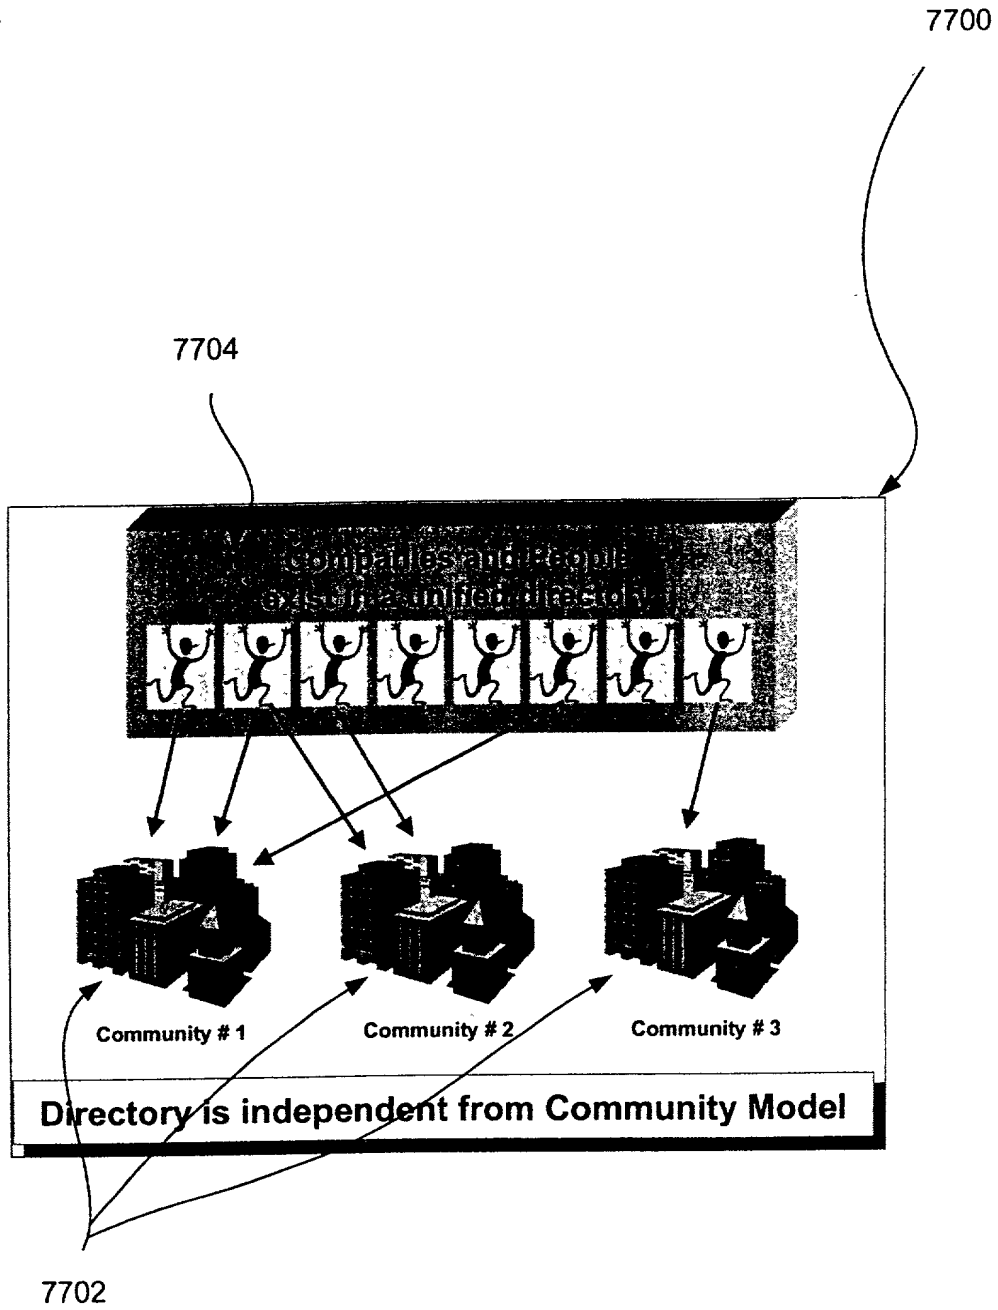 7700
7704
Companies and People
exist in a unified directory
Community # 1
Community # 2
Community # 3
Directory is independent from Community Model
7702